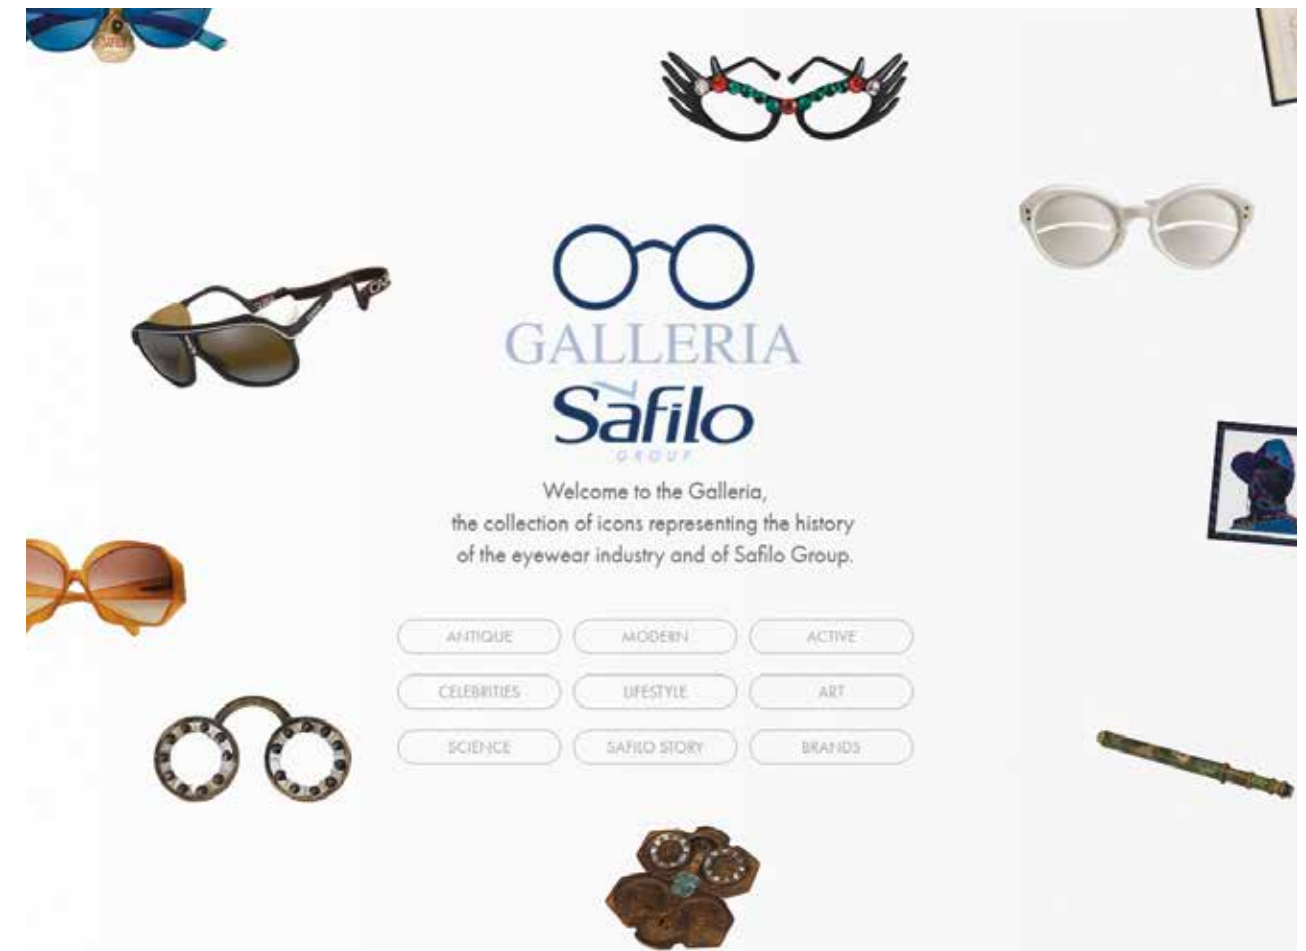 GALLERIA
Safilo
GROUP
Welcome to the Galleria,
the collection of icons representing the history
of the eyewear industry and of Safilo Group.
ANTIQUE MODERN ACTIVE
CELEBRITIES LIFESTYLE ART
SCIENCE SAFILO STORY BRANDS